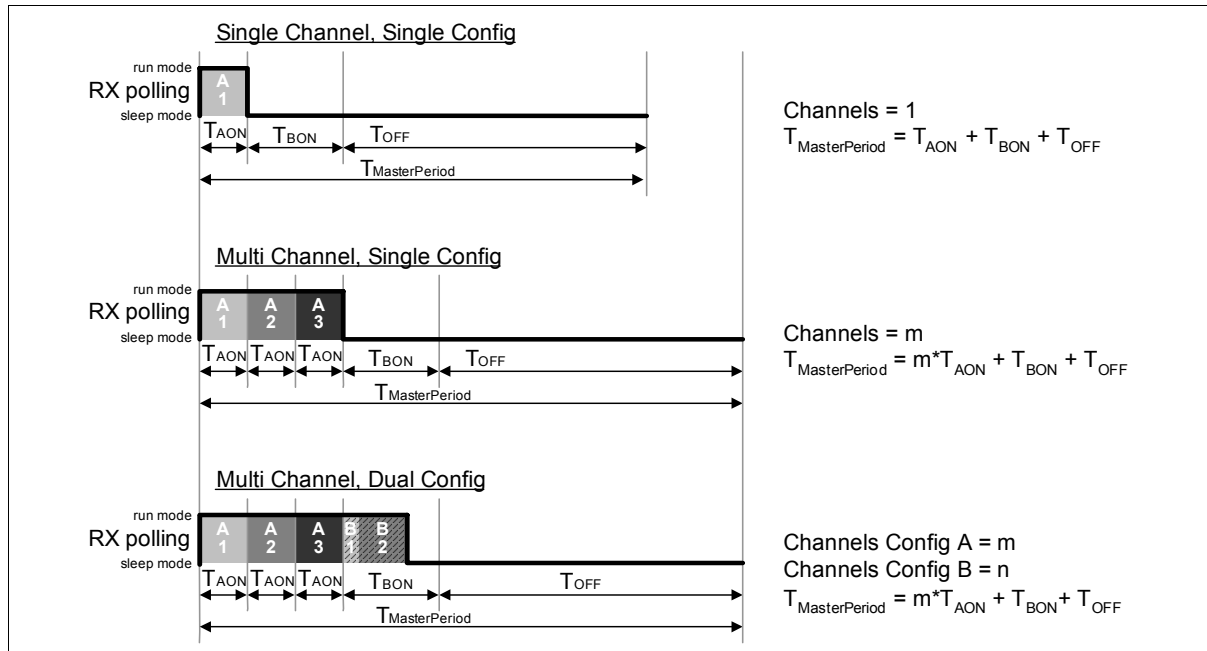 Single Channel, Single Config
run mode
RX polling
sleep mode
A
1
TAON
TBON
TOFF
TMasterPeriod
Channels = 1
TMasterPeriod = TAON + TBON + TOFF
Multi Channel, Single Config
run mode
RX polling
sleep mode
A
1
A
2
A
3
TAON
TAON
TAON
TBON
TOFF
TMasterPeriod
Channels = m
TMasterPeriod = m*TAON + TBON + TOFF
Multi Channel, Dual Config
run mode
RX polling
sleep mode
A
1
A
2
A
3
B
1
B
2
TAON
TAON
TAON
TBON
TOFF
TMasterPeriod
Channels Config A = m
Channels Config B = n
TMasterPeriod = m*TAON + TBON+ TOFF